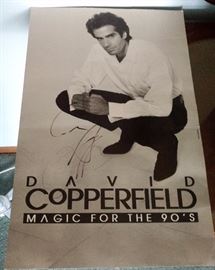 DAVID
COPPERFIELD
MAGIC FOR THE 90'S